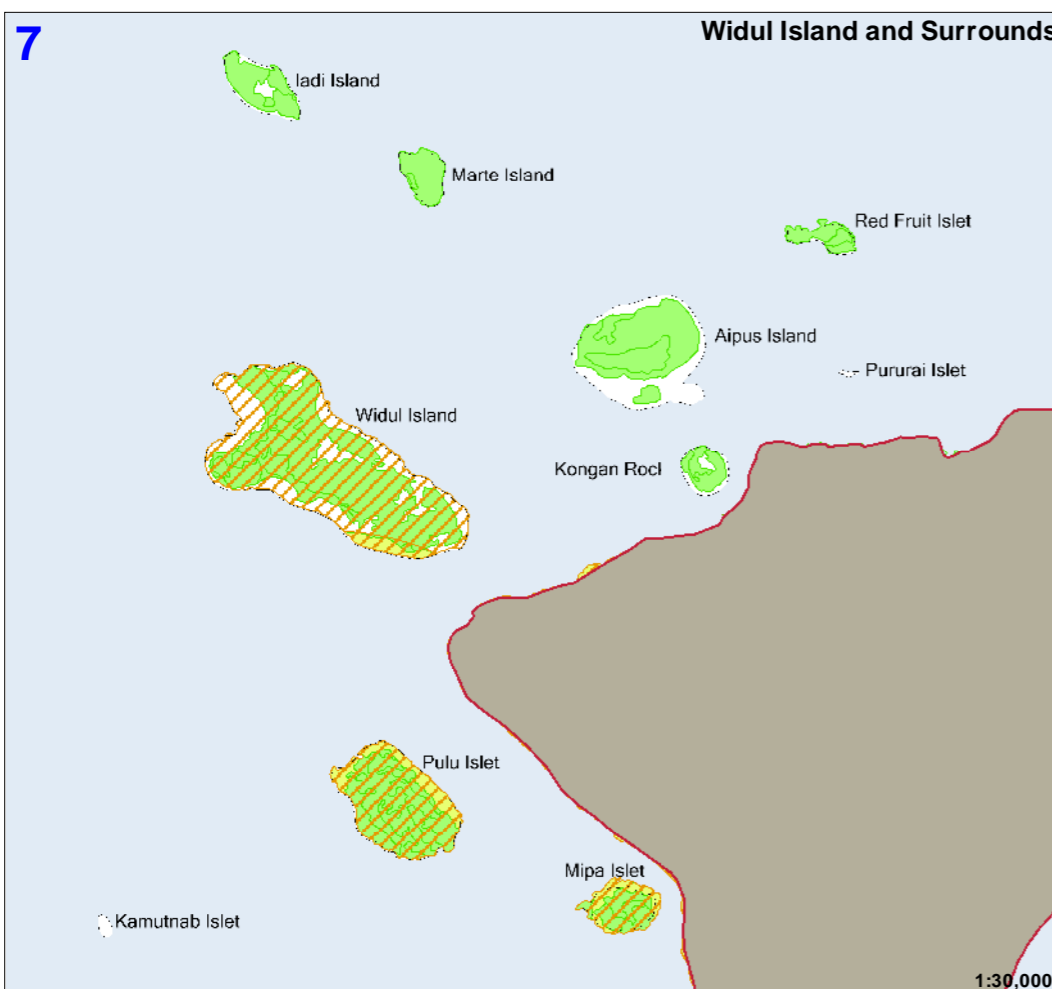 7
Widul Island and Surrounds
Iadi Island
Marte Island
Red Fruit Islet
Aipus Island
Pururai Islet
Widul Island
Kongan Rocl
Pulu Islet
Mipa Islet
Kamutnab Islet
1:30,000